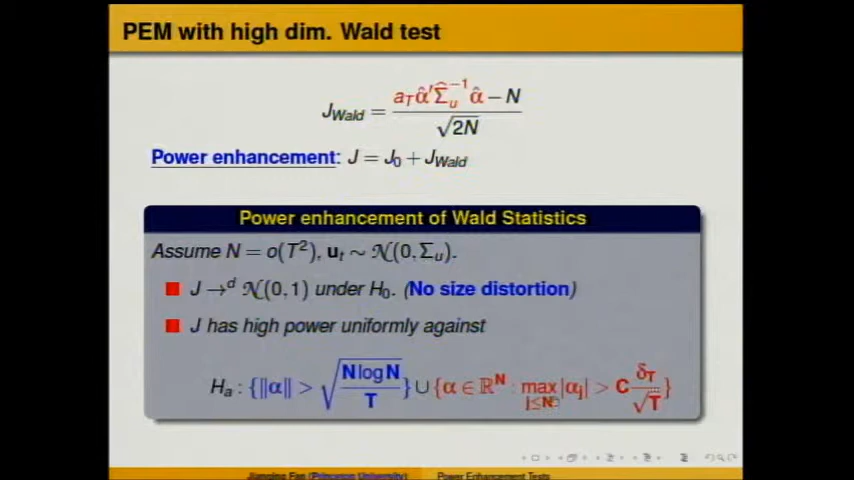 PEM with high dim. Wald test
J_Wald = (a_T α̂′ Σ̂_u^{-1} α̂ − N) / √(2N)
Power enhancement: J = J₀ + J_Wald
Power enhancement of Wald Statistics
Assume N = o(T²), u_t ∼ 𝒩(0, Σ_u).
J →^d 𝒩(0, 1) under H₀. (No size distortion)
J has high power uniformly against
H_a : {‖α‖ > √(N log N / T)} ∪ {α ∈ ℝ^N : max_{j≤N} |α_j| > C δ_T / √T}
Jianqing Fan (Princeton University) Power Enhancement Tests